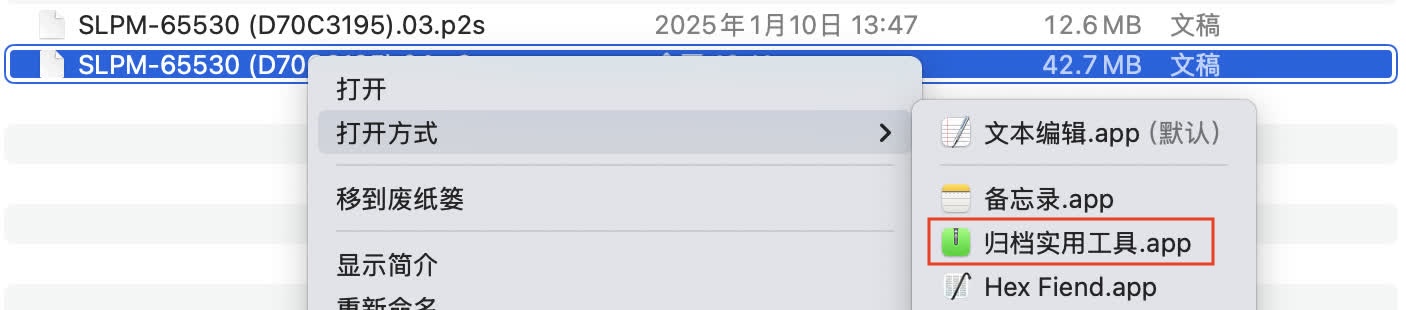 SLPM-65530 (D70C3195).03.p2s 2025年1月10日 13:47 12.6 MB 文稿
SLPM-65530 (D70 42.7 MB 文稿
打开
打开方式
移到废纸篓
显示简介
重新命名
文本编辑.app (默认)
备忘录.app
归档实用工具.app
Hex Fiend.app